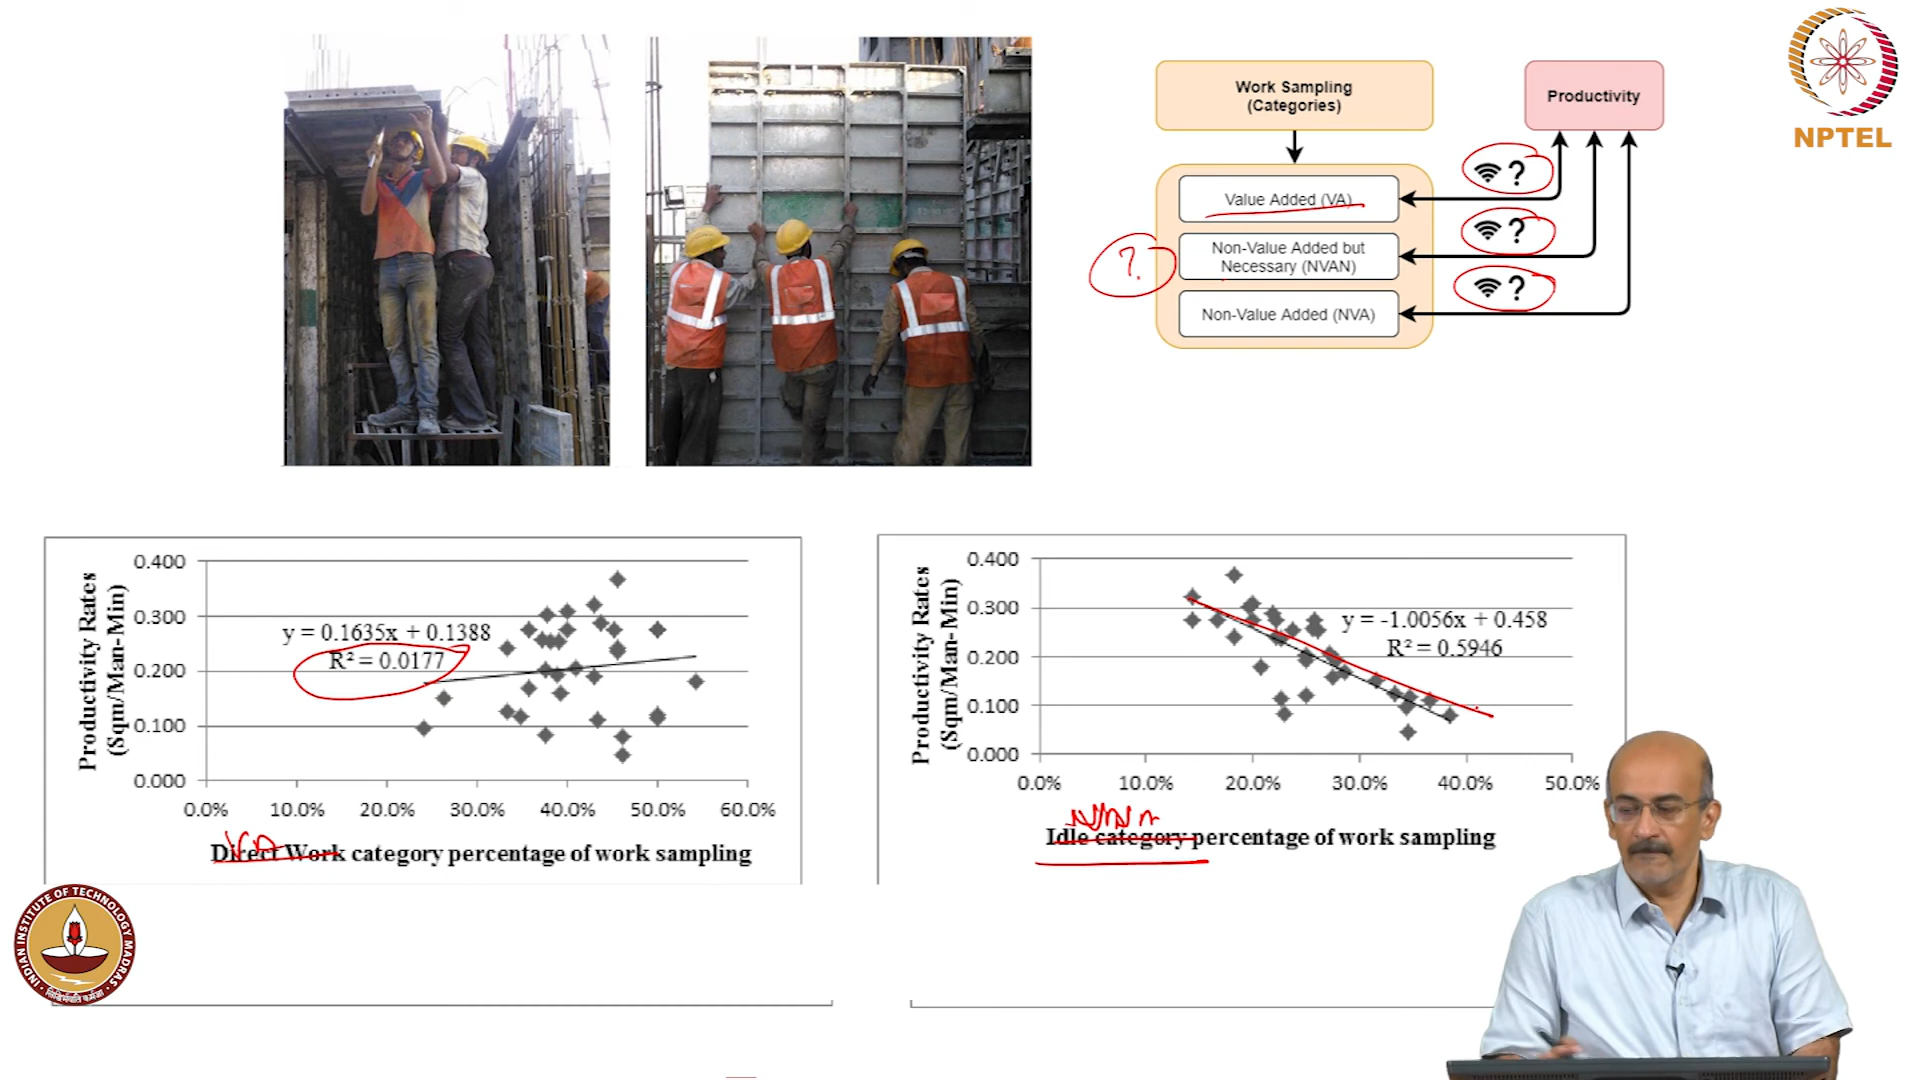 Work Sampling
(Categories)
Productivity
NPTEL
Value Added (VA)
Non-Value Added but
Necessary (NVAN)
Non-Value Added (NVA)
?
?
?
?
Productivity Rates
(Sqm/Man-Min)
0.400
0.300
0.200
0.100
0.000
y = 0.1635x + 0.1388
R² = 0.0177
0.0%
10.0%
20.0%
30.0%
40.0%
50.0%
60.0%
VA
Direct Work category percentage of work sampling
Productivity Rates
(Sqm/Man-Min)
0.400
0.300
0.200
0.100
0.000
y = -1.0056x + 0.458
R² = 0.5946
0.0%
10.0%
20.0%
30.0%
40.0%
50.0%
Idle category percentage of work sampling
INDIAN INSTITUTE OF TECHNOLOGY MADRAS